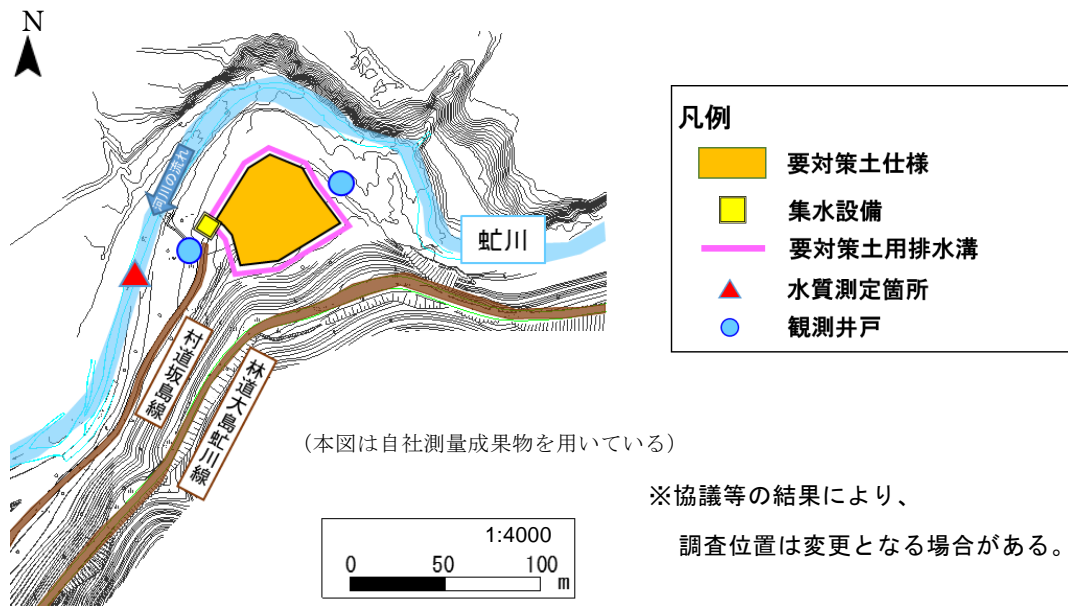 N
河川の流れ
虻川
村道坂島線
林道大島虻川線
凡例
要対策土仕様
集水設備
要対策土用排水溝
水質測定箇所
観測井戸
（本図は自社測量成果物を用いている）
※協議等の結果により、
調査位置は変更となる場合がある。
1:4000
0 50 100
m